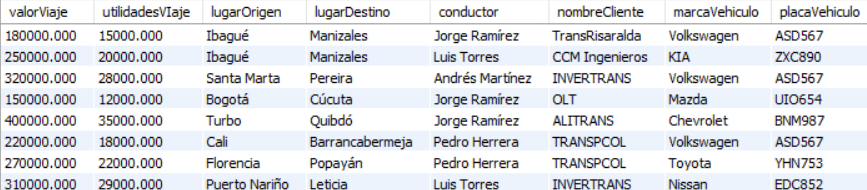 valorViaje utilidadesVIaje lugarOrigen lugarDestino conductor nombreCliente marcaVehiculo placaVehiculo
180000.000 15000.000 Ibagué Manizales Jorge Ramírez TransRisaralda Volkswagen ASD567
250000.000 20000.000 Ibagué Manizales Luis Torres CCM Ingenieros KIA ZXC890
320000.000 28000.000 Santa Marta Pereira Andrés Martínez INVERTRANS Volkswagen ASD567
150000.000 12000.000 Bogotá Cúcuta Jorge Ramírez OLT Mazda UIO654
400000.000 35000.000 Turbo Quibdó Jorge Ramírez ALITRANS Chevrolet BNM987
220000.000 18000.000 Cali Barrancabermeja Pedro Herrera TRANSPCOL Volkswagen ASD567
270000.000 22000.000 Florencia Popayán Pedro Herrera TRANSPCOL Toyota YHN753
310000.000 29000.000 Puerto Nariño Leticia Luis Torres INVERTRANS Nissan EDC852